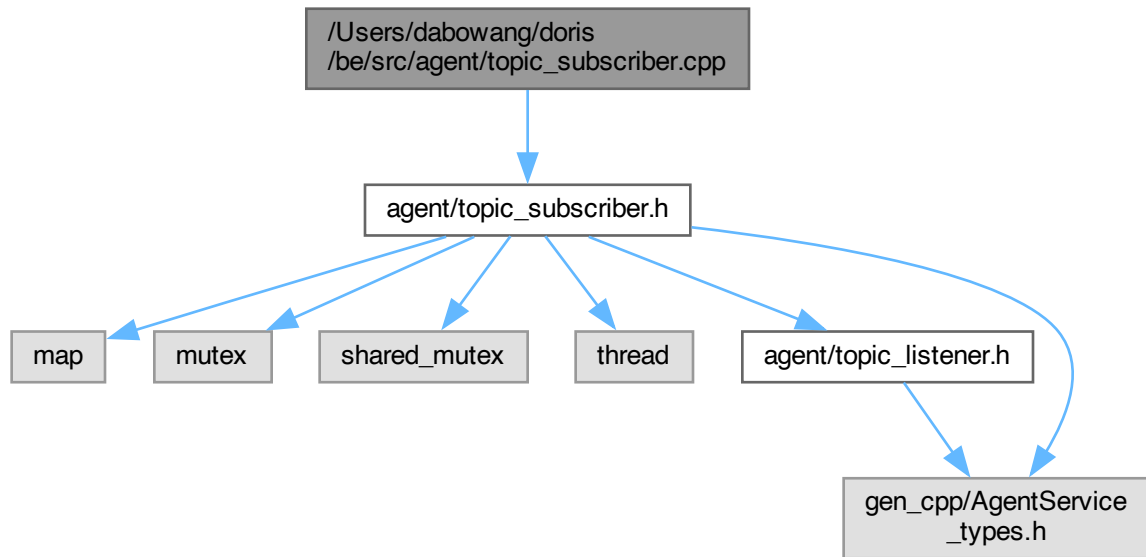 /Users/dabowang/doris
/be/src/agent/topic_subscriber.cpp
agent/topic_subscriber.h
map
mutex
shared_mutex
thread
agent/topic_listener.h
gen_cpp/AgentService
_types.h